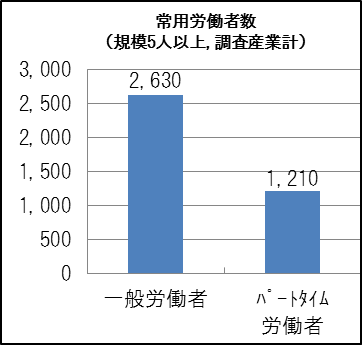 常用労働者数
（規模5人以上, 調査産業計）
3, 000
2, 500
2, 000
1, 500
1, 000
500
0
2, 630
1, 210
一般労働者
ﾊﾟｰﾄﾀｲﾑ
労働者